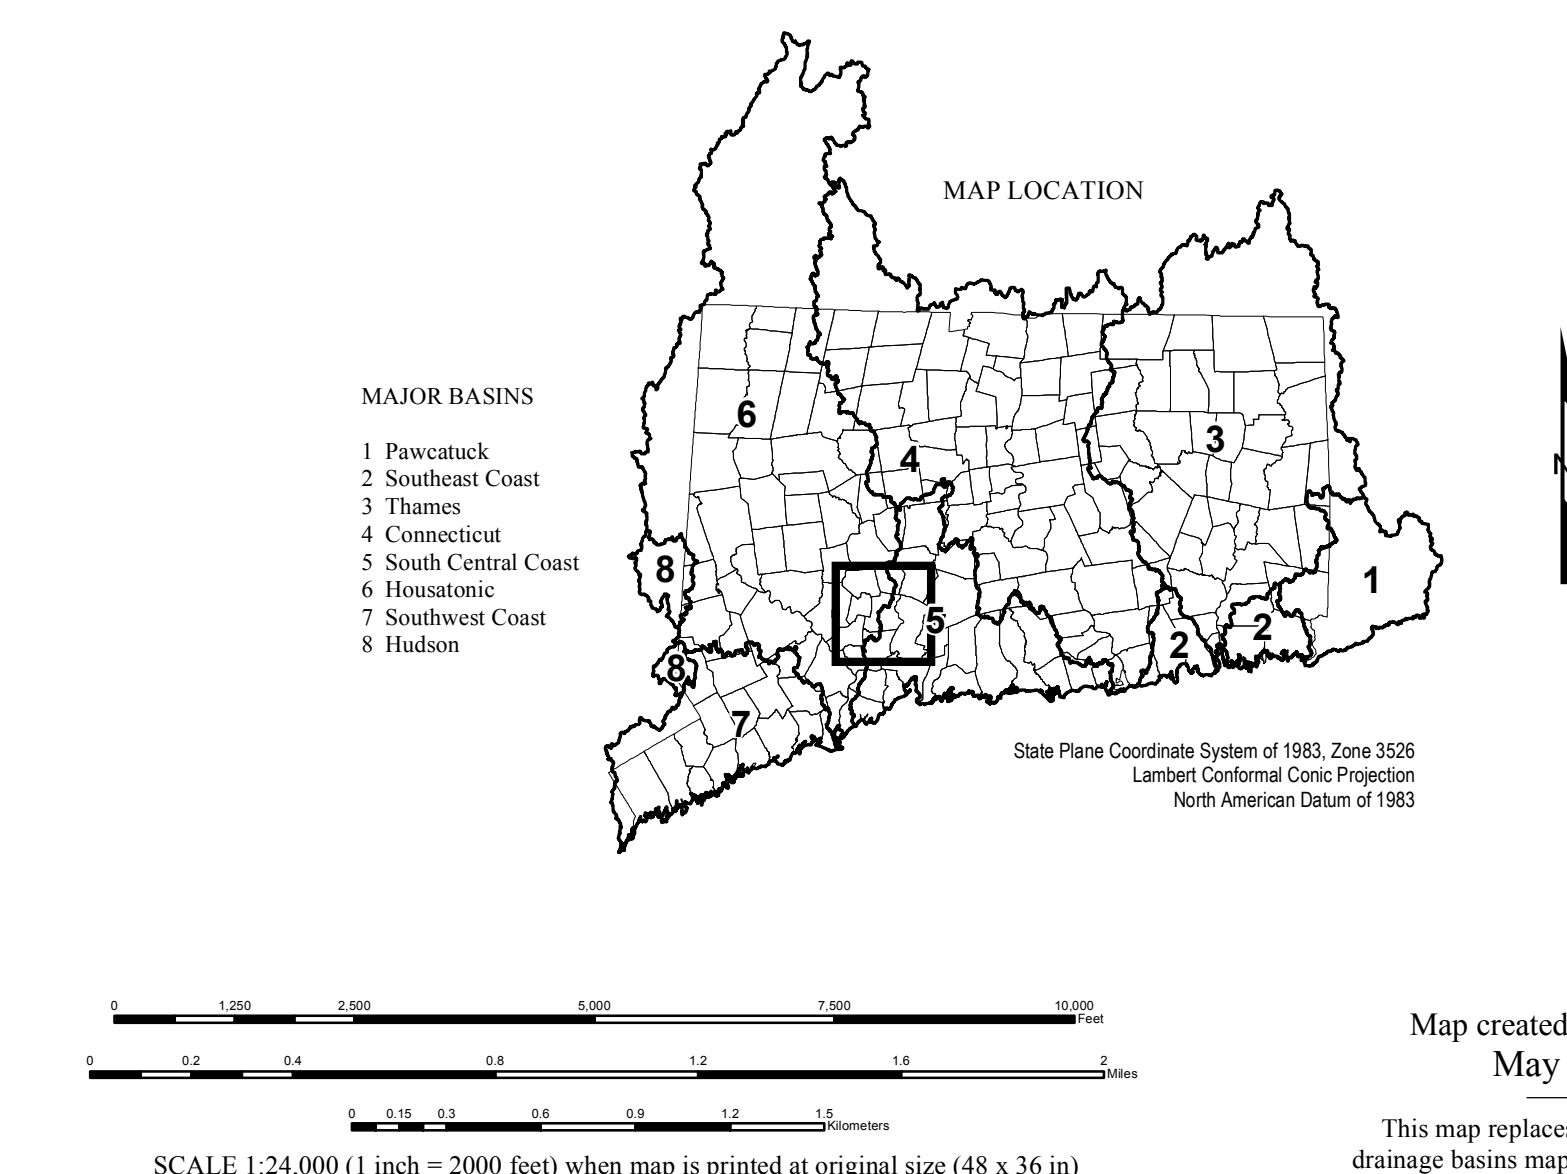 MAP LOCATION
MAJOR BASINS
1 Pawcatuck
2 Southeast Coast
3 Thames
4 Connecticut
5 South Central Coast
6 Housatonic
7 Southwest Coast
8 Hudson
6
3
4
8
1
5
2
2
8
7
State Plane Coordinate System of 1983, Zone 3526
Lambert Conformal Conic Projection
North American Datum of 1983
0 1,250 2,500 5,000 7,500 10,000
Feet
0 0.2 0.4 0.8 1.2 1.6 2
Miles
0 0.15 0.3 0.6 0.9 1.2 1.5
Kilometers
SCALE 1:24,000 (1 inch = 2000 feet) when map is printed at original size (48 x 36 in)
Map created
May
This map replaces
drainage basins map